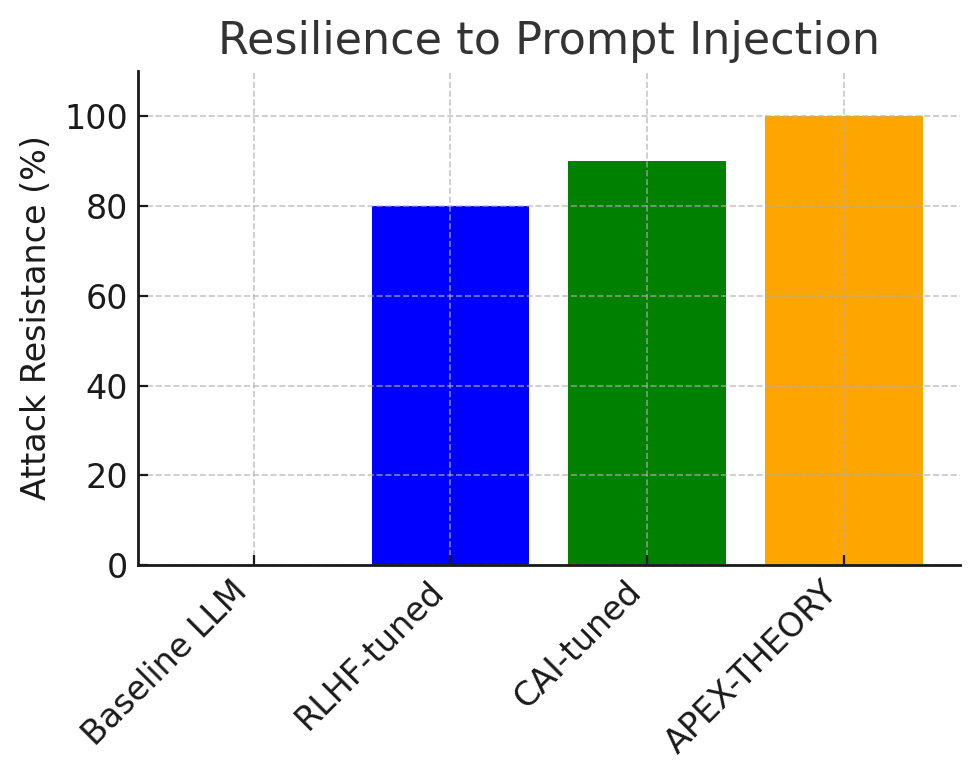 Resilience to Prompt Injection
Attack Resistance (%)
100
80
60
40
20
0
Baseline LLM
RLHF-tuned
CAI-tuned
APEX-THEORY